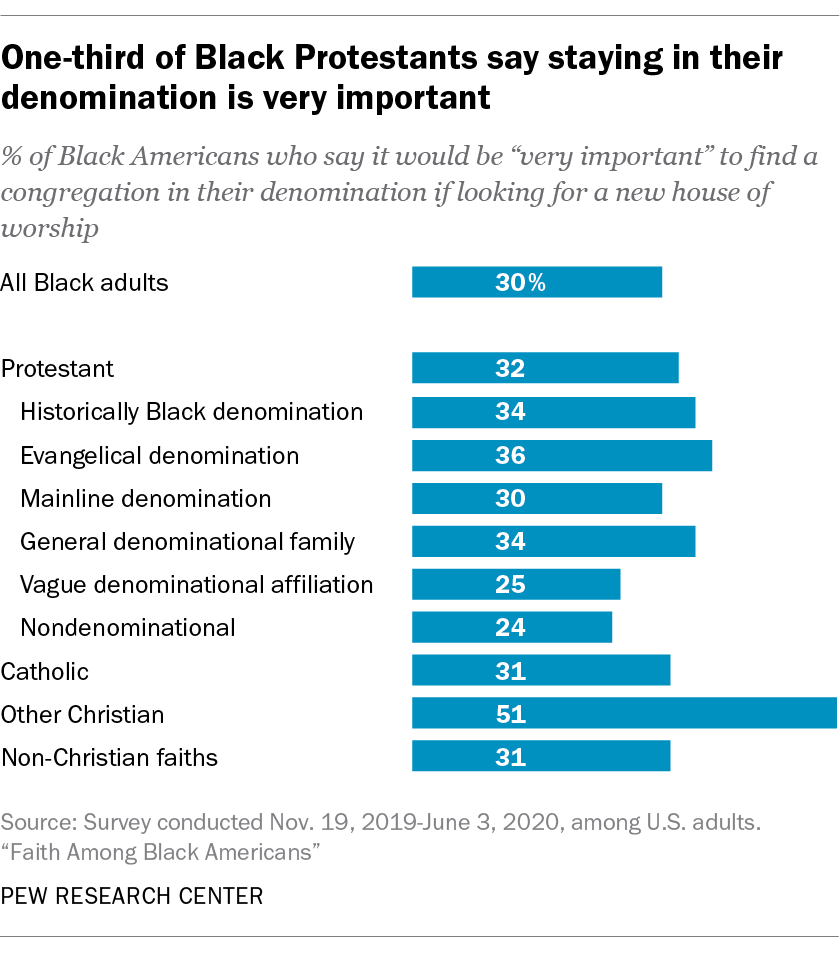 One-third of Black Protestants say staying in their
denomination is very important
% of Black Americans who say it would be “very important” to find a
congregation in their denomination if looking for a new house of
worship
All Black adults 30%
Protestant 32
Historically Black denomination 34
Evangelical denomination 36
Mainline denomination 30
General denominational family 34
Vague denominational affiliation 25
Nondenominational 24
Catholic 31
Other Christian 51
Non-Christian faiths 31
Source: Survey conducted Nov. 19, 2019-June 3, 2020, among U.S. adults.
“Faith Among Black Americans”
PEW RESEARCH CENTER